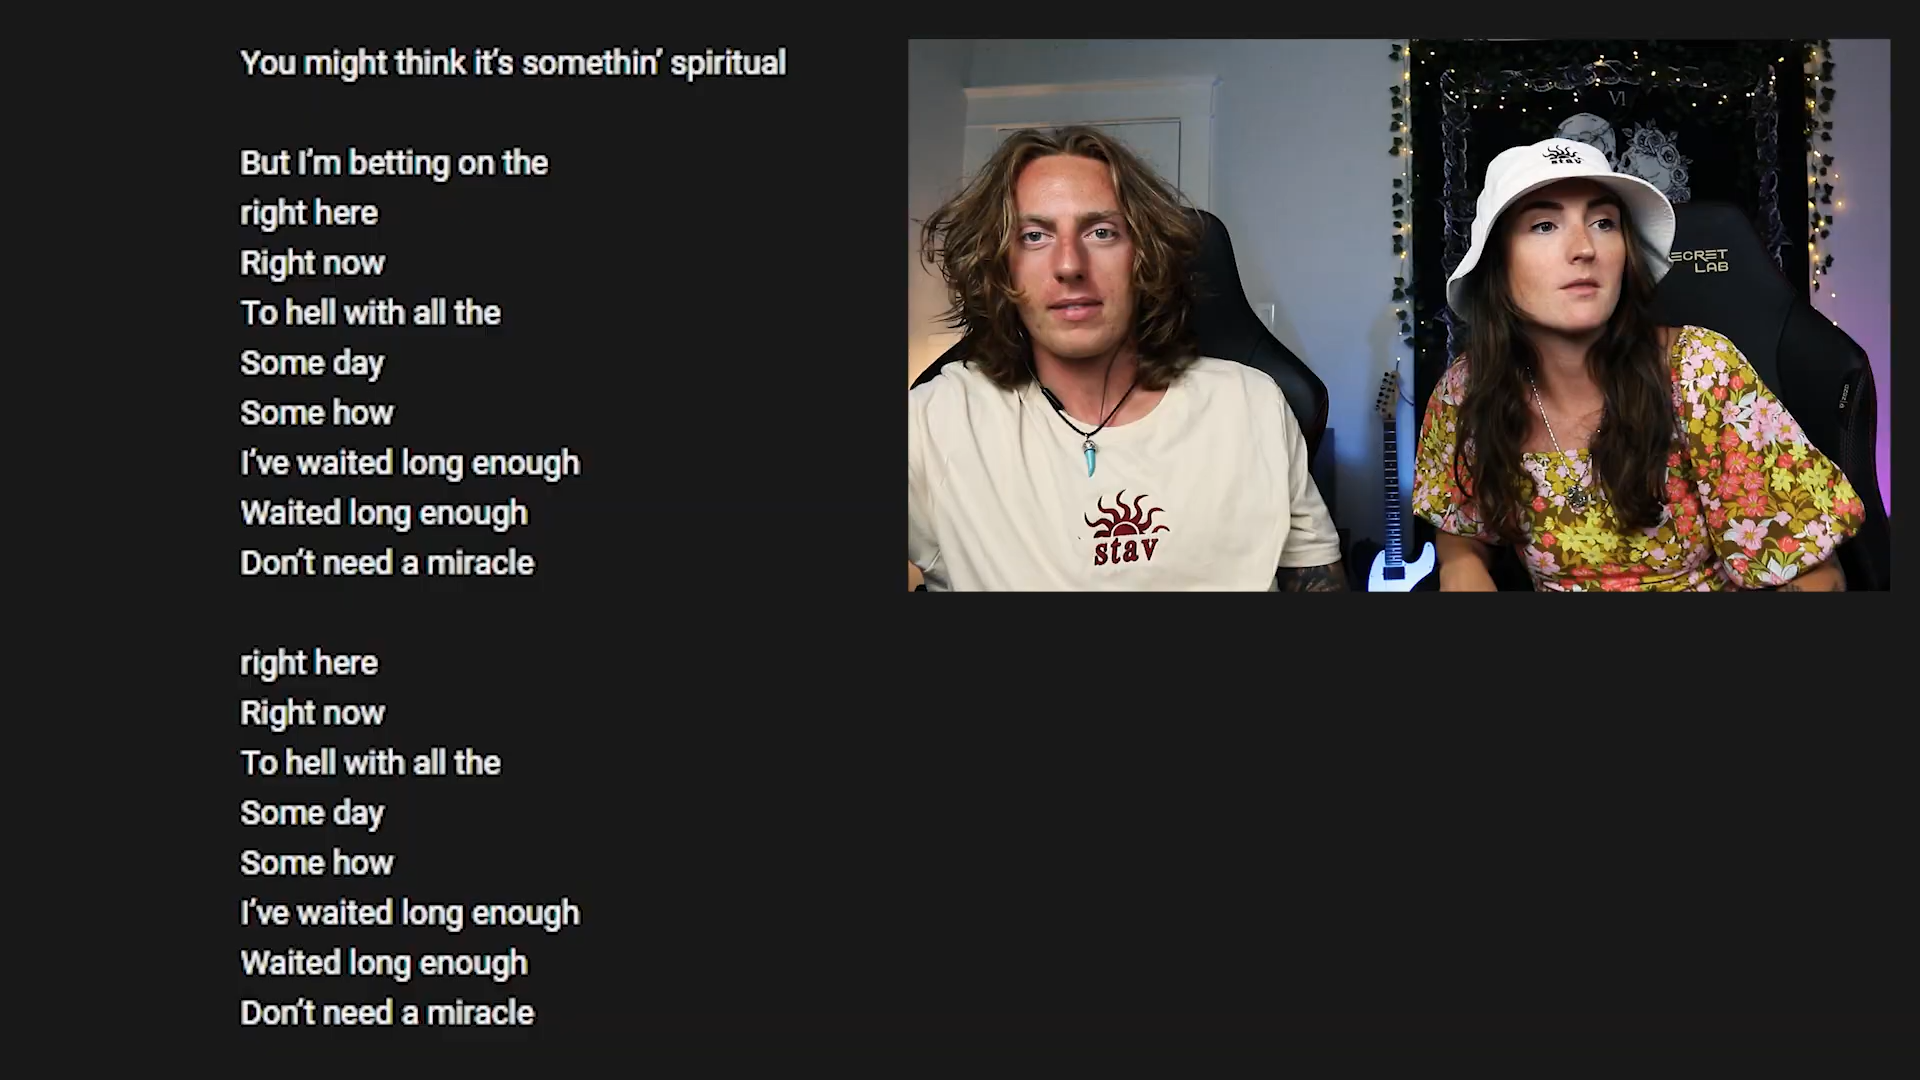 You might think it's somethin' spiritual
But I'm betting on the
right here
Right now
To hell with all the
Some day
Some how
I've waited long enough
Waited long enough
Don't need a miracle
right here
Right now
To hell with all the
Some day
Some how
I've waited long enough
Waited long enough
Don't need a miracle
VI
stav
ECRET
LAB
stav